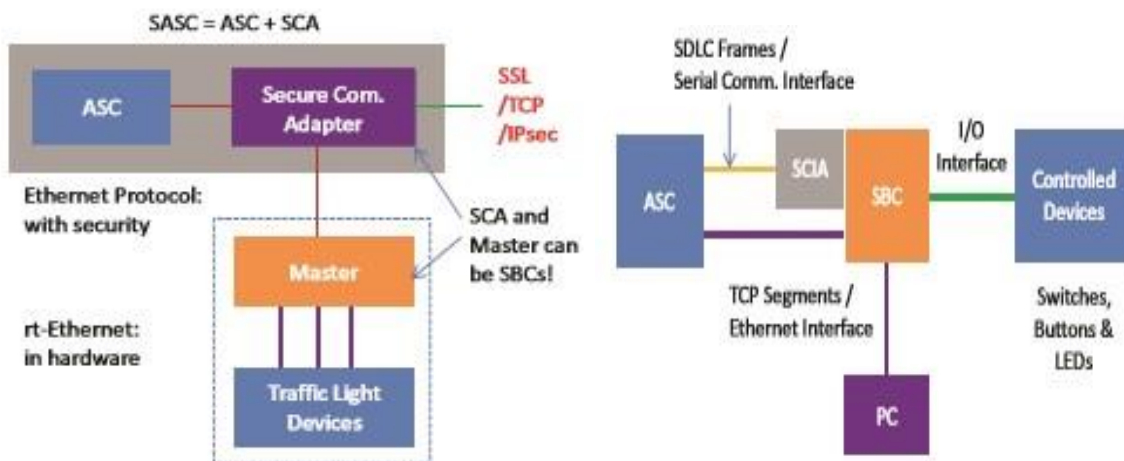 SASC = ASC + SCA
ASC
Secure Com.
Adapter
SSL
/TCP
/IPsec
Ethernet Protocol:
with security
SCA and
Master can
be SBCs!
Master
rt-Ethernet:
in hardware
Traffic Light
Devices
SDLC Frames /
Serial Comm. Interface
ASC
SCIA
SBC
I/O
Interface
Controlled
Devices
TCP Segments /
Ethernet Interface
Switches,
Buttons &
LEDs
PC